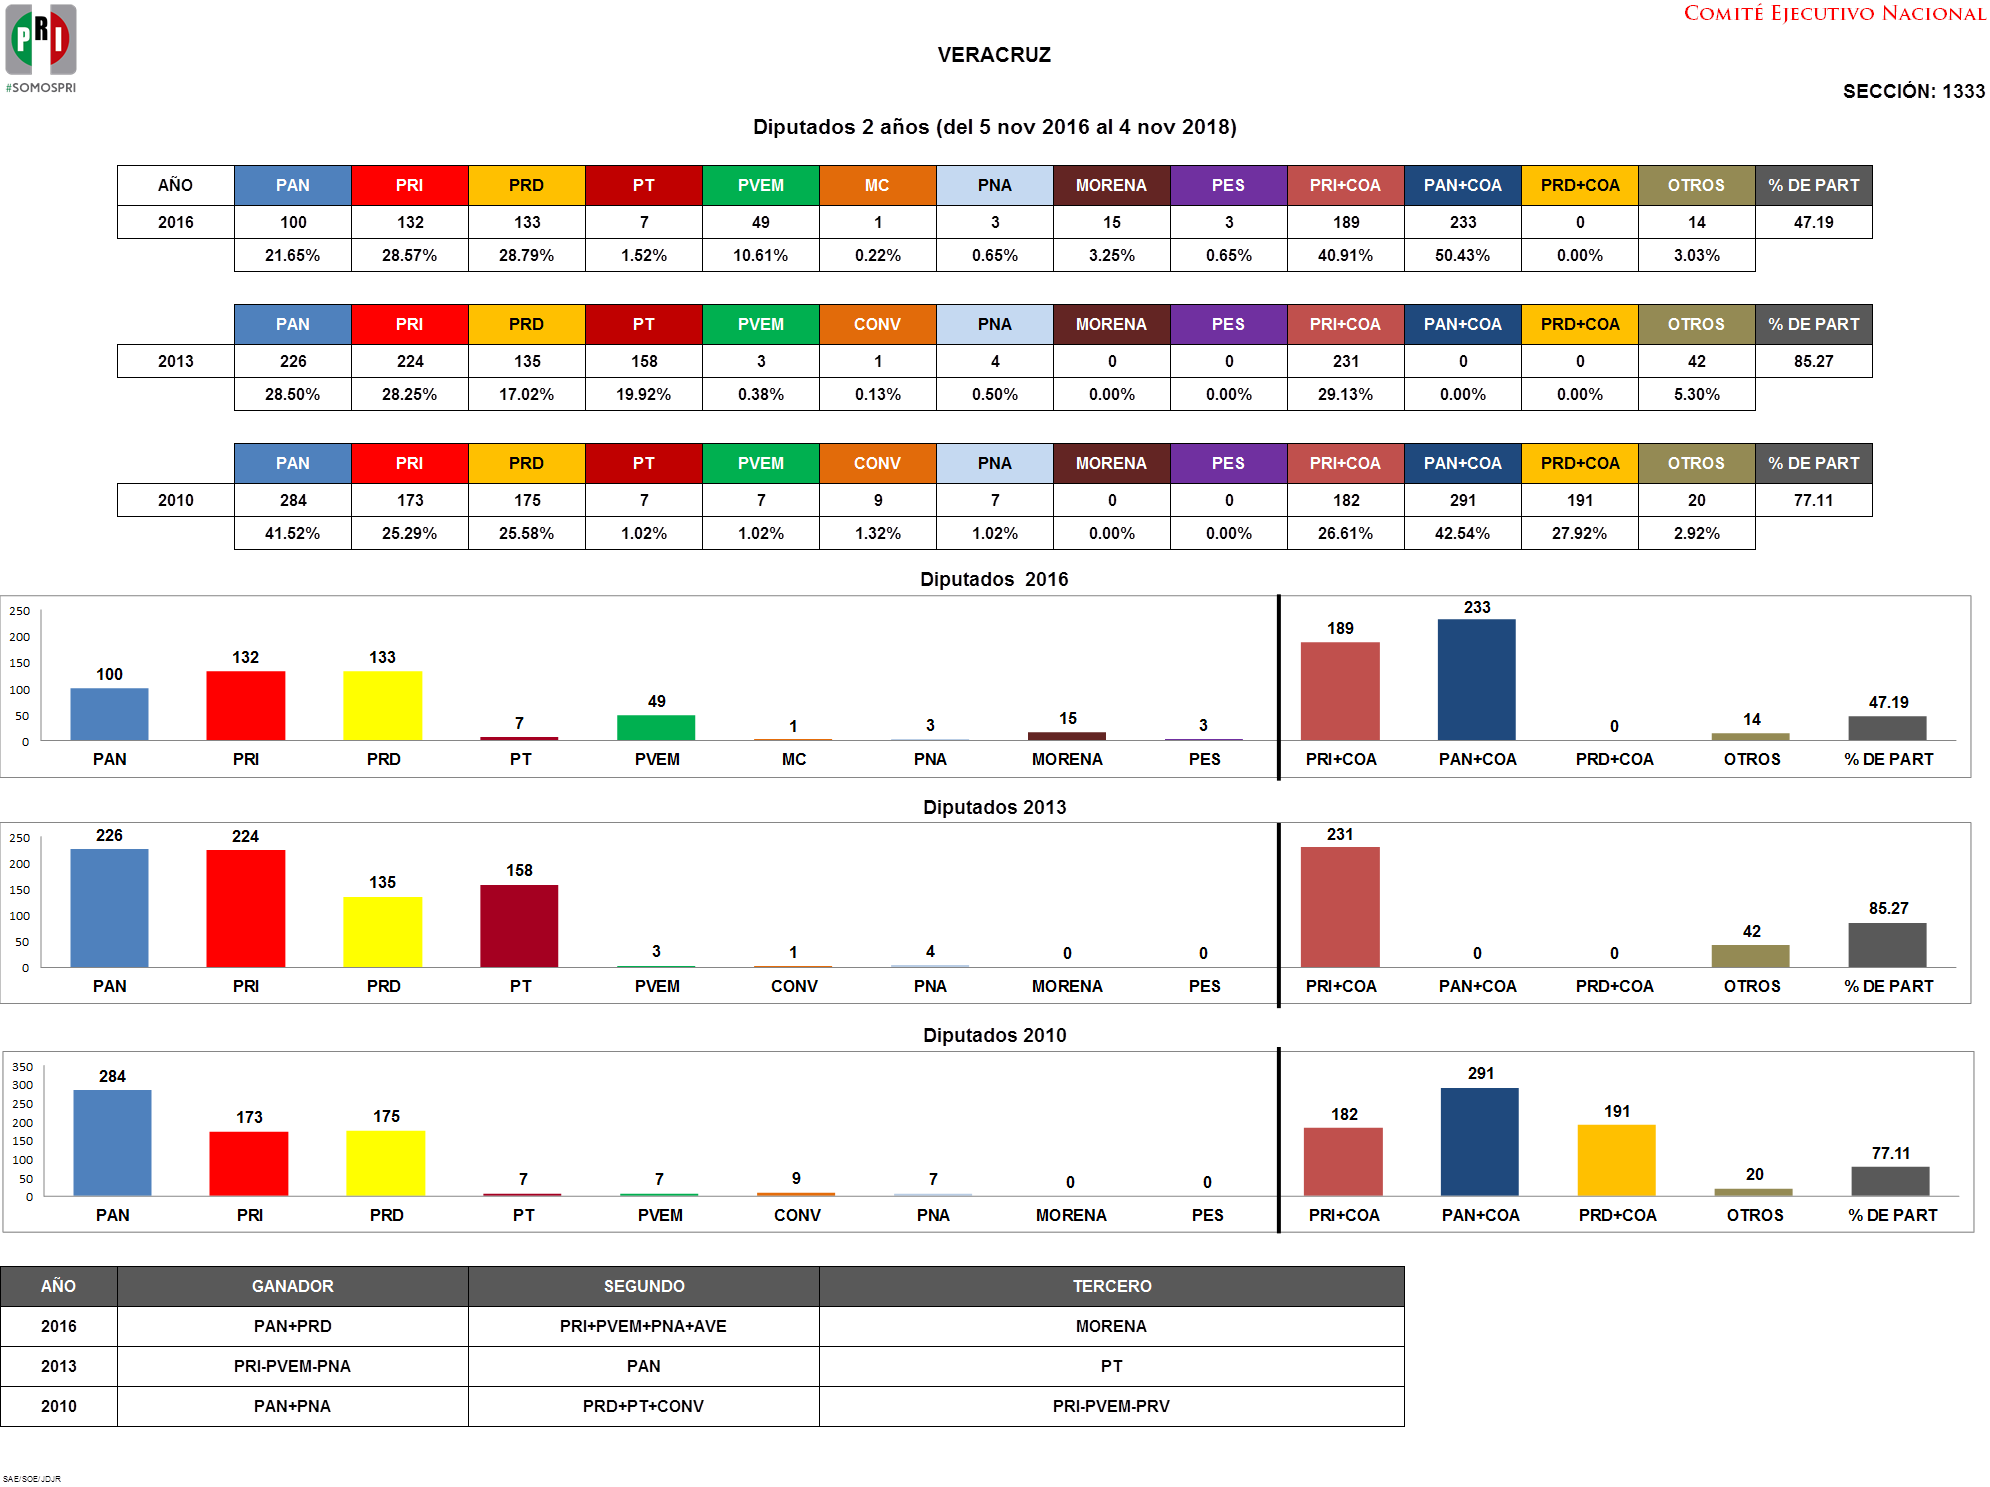 COMITÉ EJECUTIVO NACIONAL
PRI
#SOMOSPRI
VERACRUZ
SECCIÓN: 1333
Diputados 2 años (del 5 nov 2016 al 4 nov 2018)
AÑO PAN PRI PRD PT PVEM MC PNA MORENA PES PRI+COA PAN+COA PRD+COA OTROS % DE PART
2016 100 132 133 7 49 1 3 15 3 189 233 0 14 47.19
21.65% 28.57% 28.79% 1.52% 10.61% 0.22% 0.65% 3.25% 0.65% 40.91% 50.43% 0.00% 3.03%
PAN PRI PRD PT PVEM CONV PNA MORENA PES PRI+COA PAN+COA PRD+COA OTROS % DE PART
2013 226 224 135 158 3 1 4 0 0 231 0 0 42 85.27
28.50% 28.25% 17.02% 19.92% 0.38% 0.13% 0.50% 0.00% 0.00% 29.13% 0.00% 0.00% 5.30%
PAN PRI PRD PT PVEM CONV PNA MORENA PES PRI+COA PAN+COA PRD+COA OTROS % DE PART
2010 284 173 175 7 7 9 7 0 0 182 291 191 20 77.11
41.52% 25.29% 25.58% 1.02% 1.02% 1.32% 1.02% 0.00% 0.00% 26.61% 42.54% 27.92% 2.92%
Diputados 2016
250
200
150
100
50
0
100 132 133 7 49 1 3 15 3 189 233 0 14 47.19
PAN PRI PRD PT PVEM MC PNA MORENA PES PRI+COA PAN+COA PRD+COA OTROS % DE PART
Diputados 2013
250
200
150
100
50
0
226 224 135 158 3 1 4 0 0 231 0 0 42 85.27
PAN PRI PRD PT PVEM CONV PNA MORENA PES PRI+COA PAN+COA PRD+COA OTROS % DE PART
Diputados 2010
350
300
250
200
150
100
50
0
284 173 175 7 7 9 7 0 0 182 291 191 20 77.11
PAN PRI PRD PT PVEM CONV PNA MORENA PES PRI+COA PAN+COA PRD+COA OTROS % DE PART
AÑO GANADOR SEGUNDO TERCERO
2016 PAN+PRD PRI+PVEM+PNA+AVE MORENA
2013 PRI-PVEM-PNA PAN PT
2010 PAN+PNA PRD+PT+CONV PRI-PVEM-PRV
SAE/SOE/JDJR